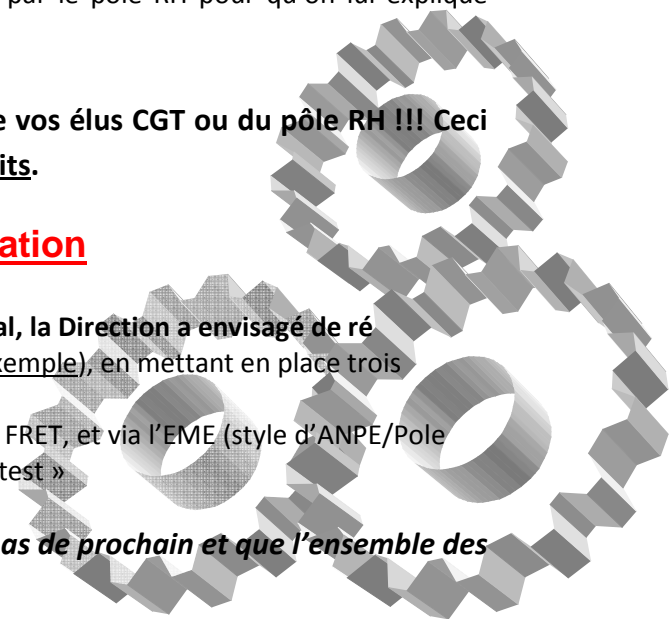 par le pôle RH pour qu'on lui explique
e vos élus CGT ou du pôle RH !!! Ceci
its.
ation
al, la Direction a envisagé de ré
xemple), en mettant en place trois
FRET, et via l'EME (style d'ANPE/Pole
test »
as de prochain et que l'ensemble des